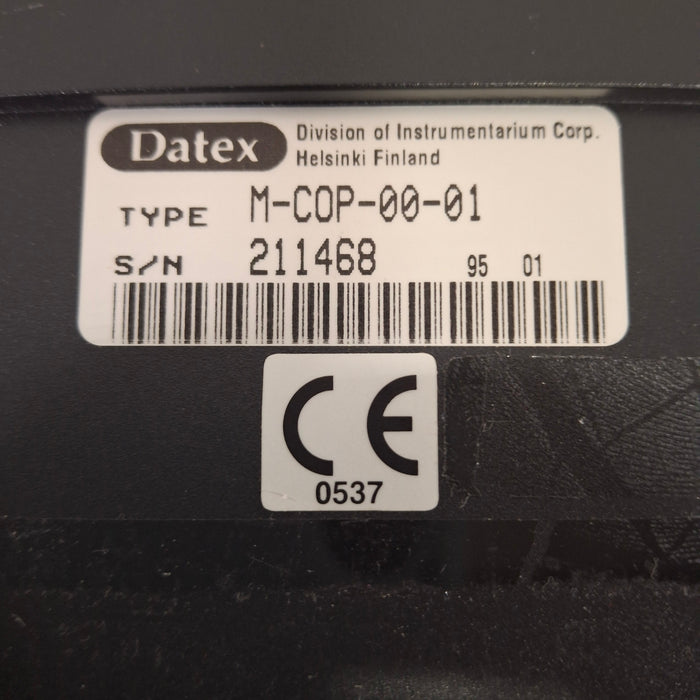 Datex
Division of Instrumentarium Corp.
Helsinki Finland
TYPE M-COP-00-01
S/N 211468 95 01
CE
0537